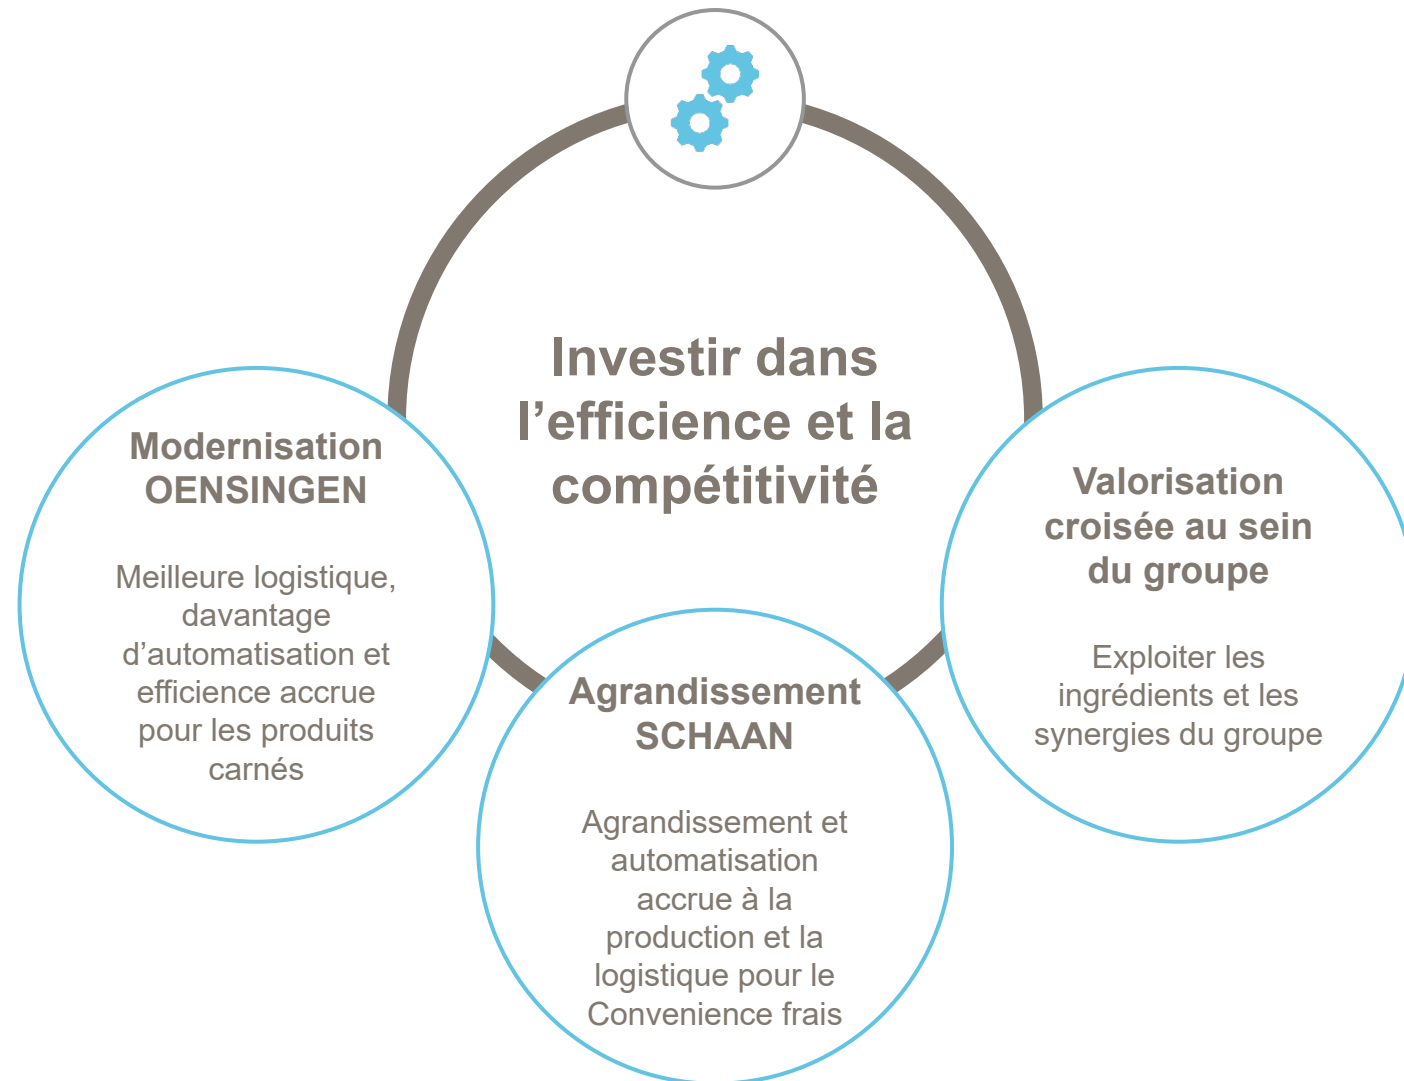 Investir dans
l’efficience et la
compétitivité
Modernisation
OENSINGEN
Meilleure logistique,
davantage
d’automatisation et
efficience accrue
pour les produits
carnés
Agrandissement
SCHAAN
Agrandissement et
automatisation
accrue à la
production et la
logistique pour le
Convenience frais
Valorisation
croisée au sein
du groupe
Exploiter les
ingrédients et les
synergies du groupe